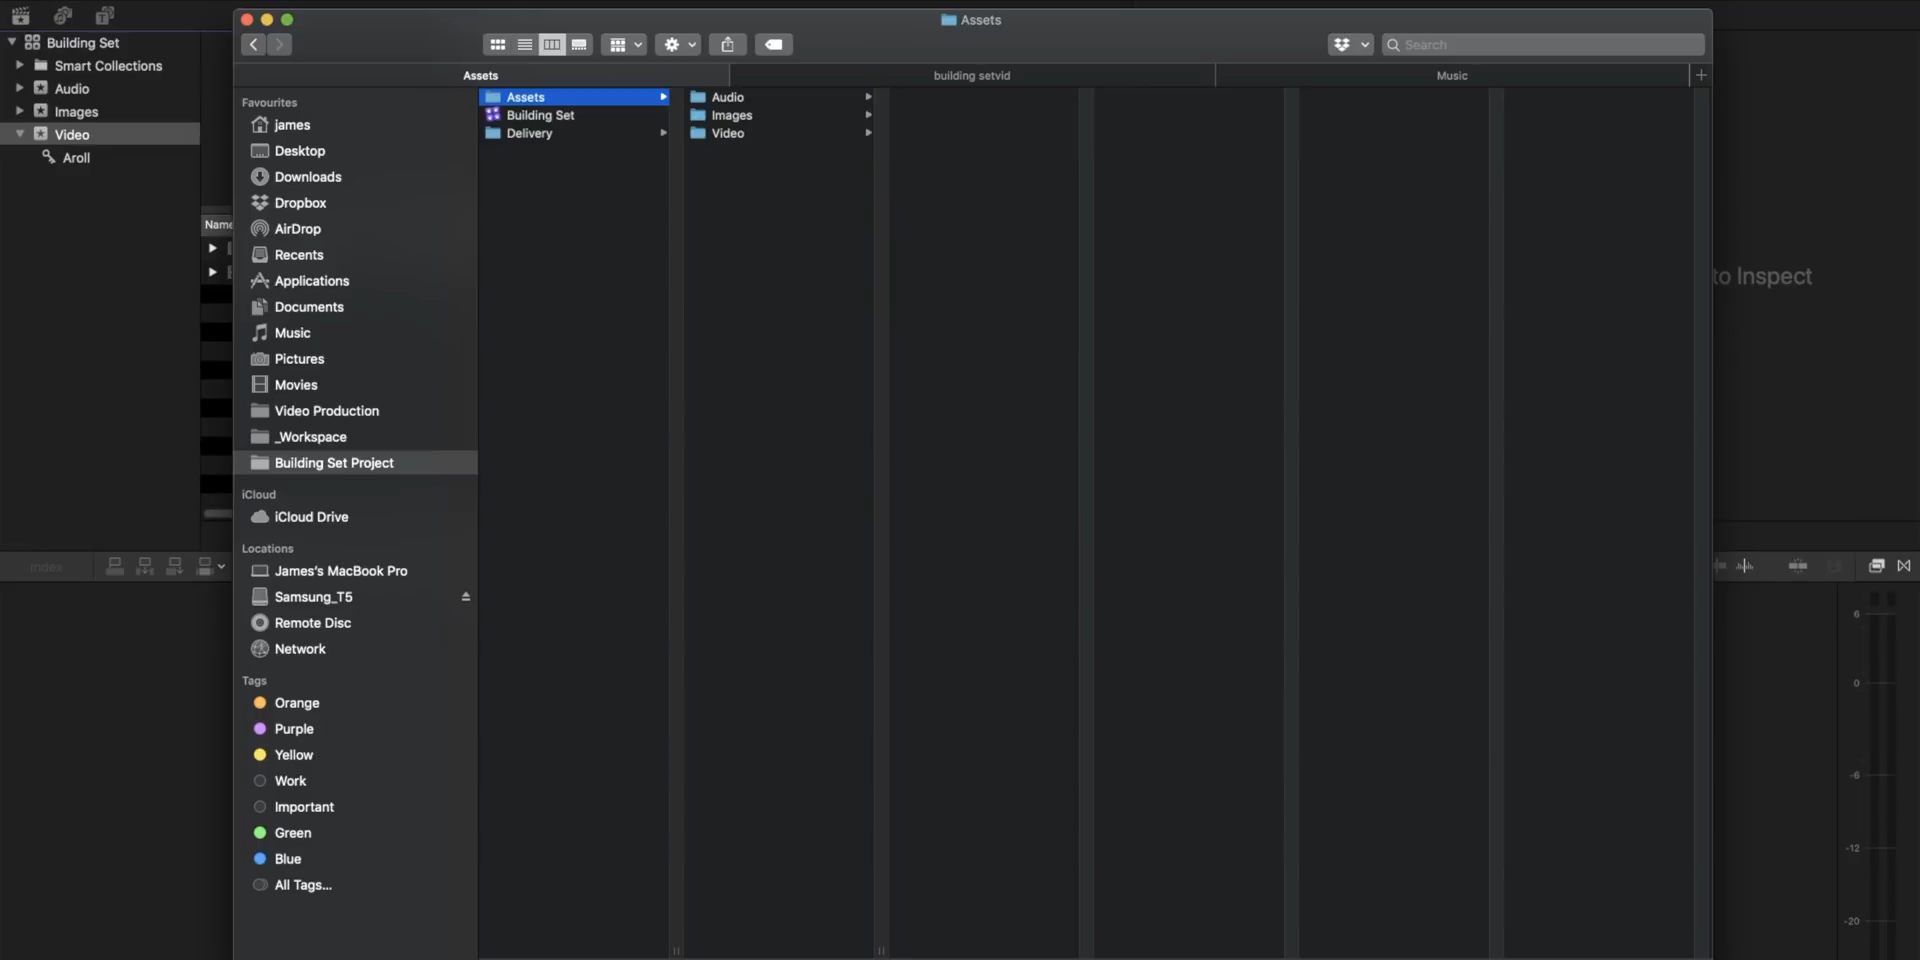 Assets
Building Set
Smart Collections
Audio
Images
Video
Aroll
Name
Search
Assets
building setvid
Music
Favourites
james
Desktop
Downloads
Dropbox
AirDrop
Recents
Applications
Documents
Music
Pictures
Movies
Video Production
_Workspace
Building Set Project
iCloud
iCloud Drive
Locations
James's MacBook Pro
Samsung_T5
Remote Disc
Network
Tags
Orange
Purple
Yellow
Work
Important
Green
Blue
All Tags...
Assets
Building Set
Delivery
Audio
Images
Video
to Inspect
Index
6
0
-6
-12
-20